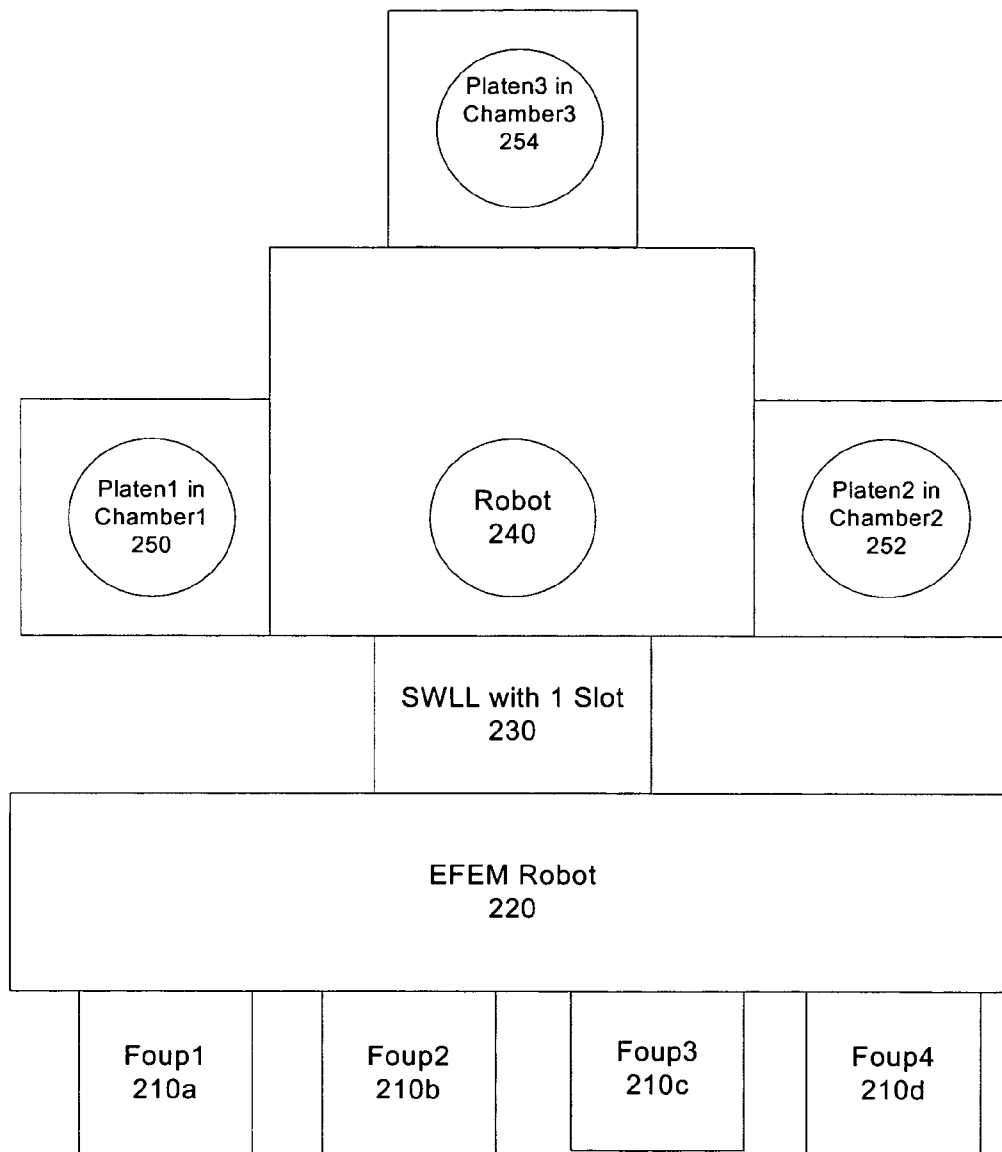 Platen3 in
Chamber3
254
Platen1 in
Chamber1
250
Robot
240
Platen2 in
Chamber2
252
SWLL with 1 Slot
230
EFEM Robot
220
Foup1
210a
Foup2
210b
Foup3
210c
Foup4
210d